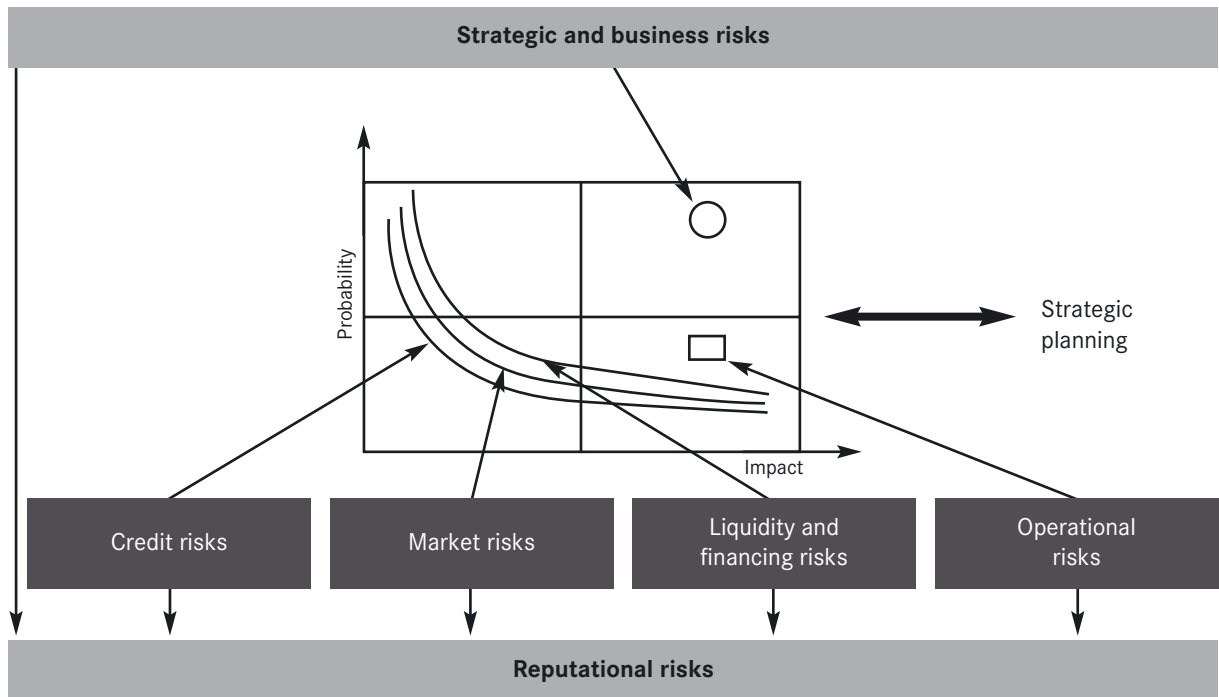 Strategic and business risks
Probability
Strategic
planning
Impact
Credit risks
Market risks
Liquidity and
financing risks
Operational
risks
Reputational risks